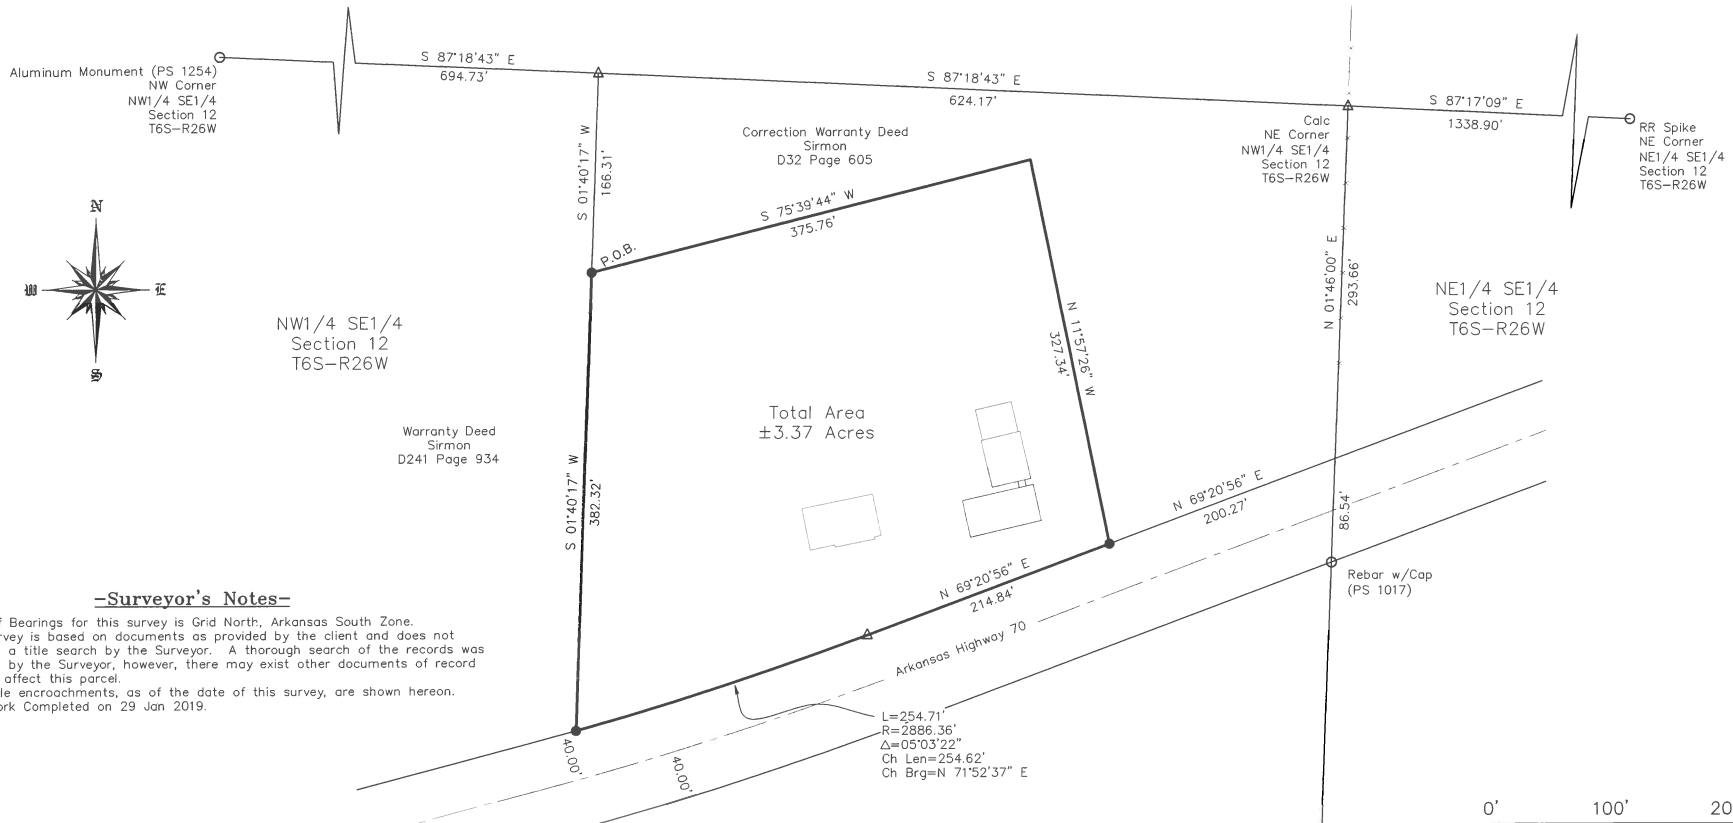 S 87°18'43" E
694.73'
S 87°18'43" E
624.17'
S 87°17'09" E
1338.90'
Aluminum Monument (PS 1254)
NW Corner
NW1/4 SE1/4
Section 12
T6S-R26W
Correction Warranty Deed
Sirmon
D32 Page 605
Calc
NE Corner
NW1/4 SE1/4
Section 12
T6S-R26W
RR Spike
NE Corner
NE1/4 SE1/4
Section 12
T6S-R26W
S 01°40'17" W
166.31'
S 75°39'44" W
375.76'
P.O.B.
N
W
E
S
N 01°46'00" E
293.66'
NE1/4 SE1/4
Section 12
T6S-R26W
NW1/4 SE1/4
Section 12
T6S-R26W
N 11°57'26" W
327.34'
Total Area
±3.37 Acres
Warranty Deed
Sirmon
D241 Page 934
S 01°40'17" W
382.32'
N 69°20'56" E
200.27'
86.54'
N 69°20'56" E
214.84'
Rebar w/Cap
(PS 1017)
Arkansas Highway 70
-Surveyor's Notes-
f Bearings for this survey is Grid North, Arkansas South Zone.
rvey is based on documents as provided by the client and does not
a title search by the Surveyor. A thorough search of the records was
by the Surveyor, however, there may exist other documents of record
affect this parcel.
le encroachments, as of the date of this survey, are shown hereon.
ork Completed on 29 Jan 2019.
L=254.71'
R=2886.36'
Δ=05°03'22"
Ch Len=254.62'
Ch Brg=N 71°52'37" E
40.00'
40.00'
0' 100' 20